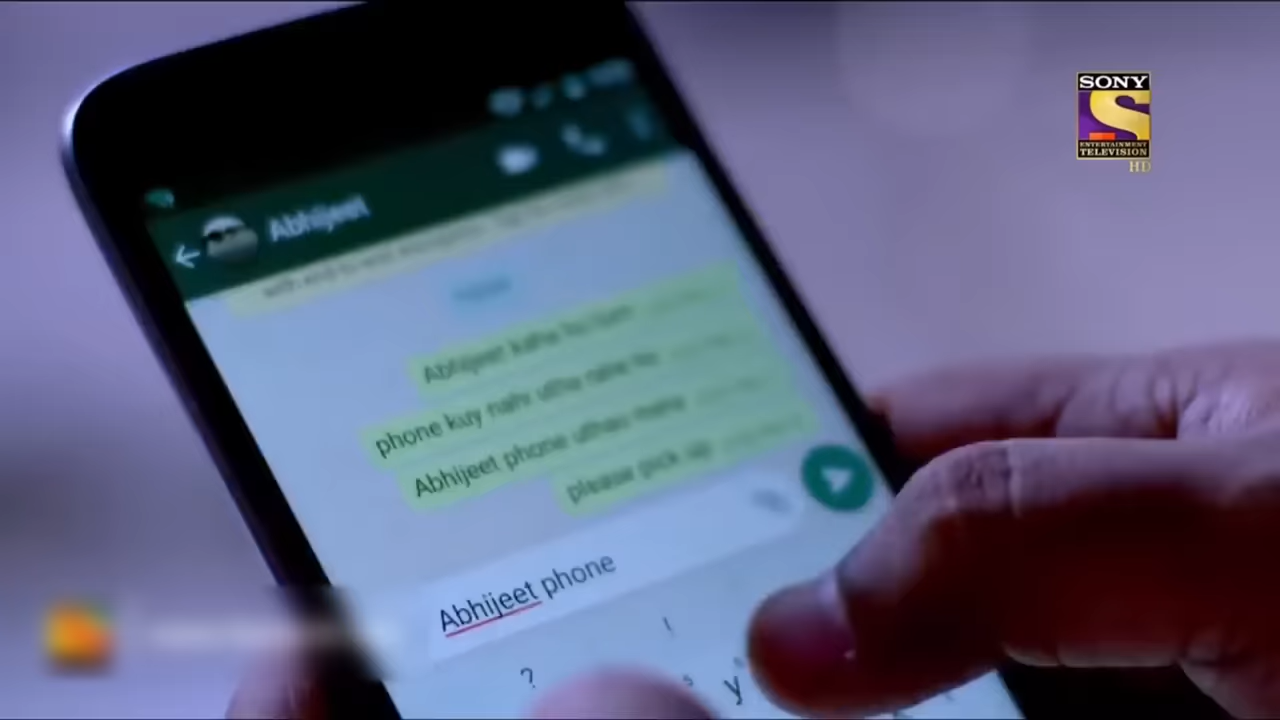 SONY
ENTERTAINMENT
TELEVISION
HD
Abhijeet
Abhijeet kaha ho tum
phone kuy nahi utha rahe ho
Abhijeet phone uthao mera
please pick up
Abhijeet phone
?
!
y